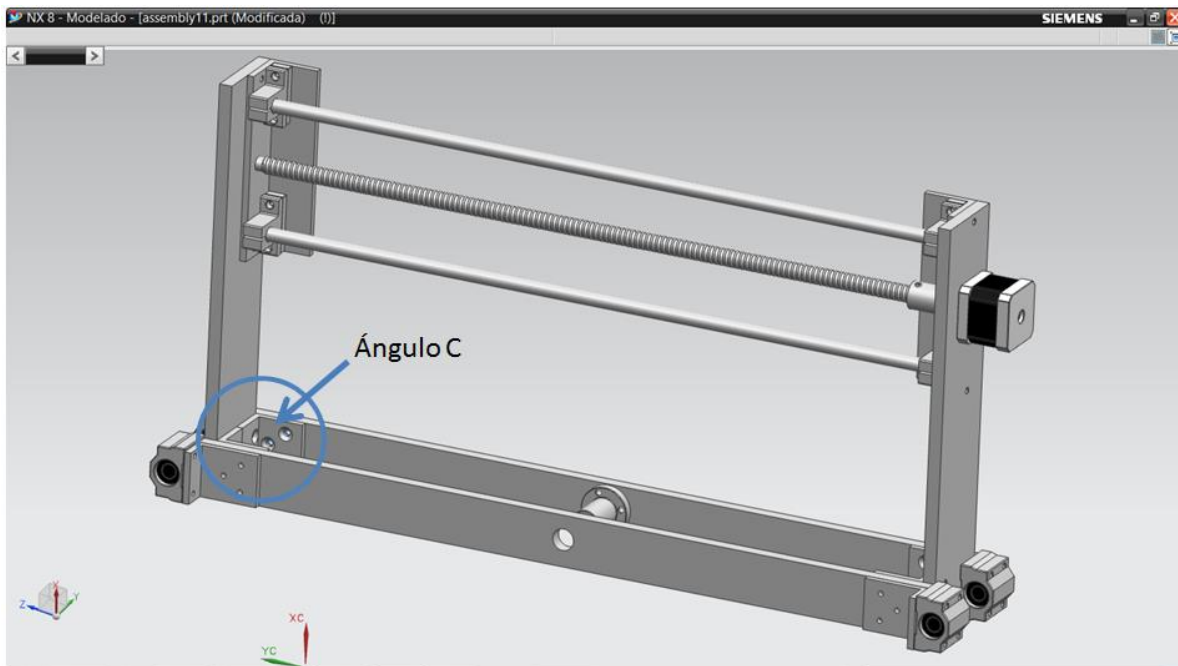 NX 8 - Modelado - [assembly11.prt (Modificada) (!)]
SIEMENS
Ángulo C
X
Z
Y
XC
YC